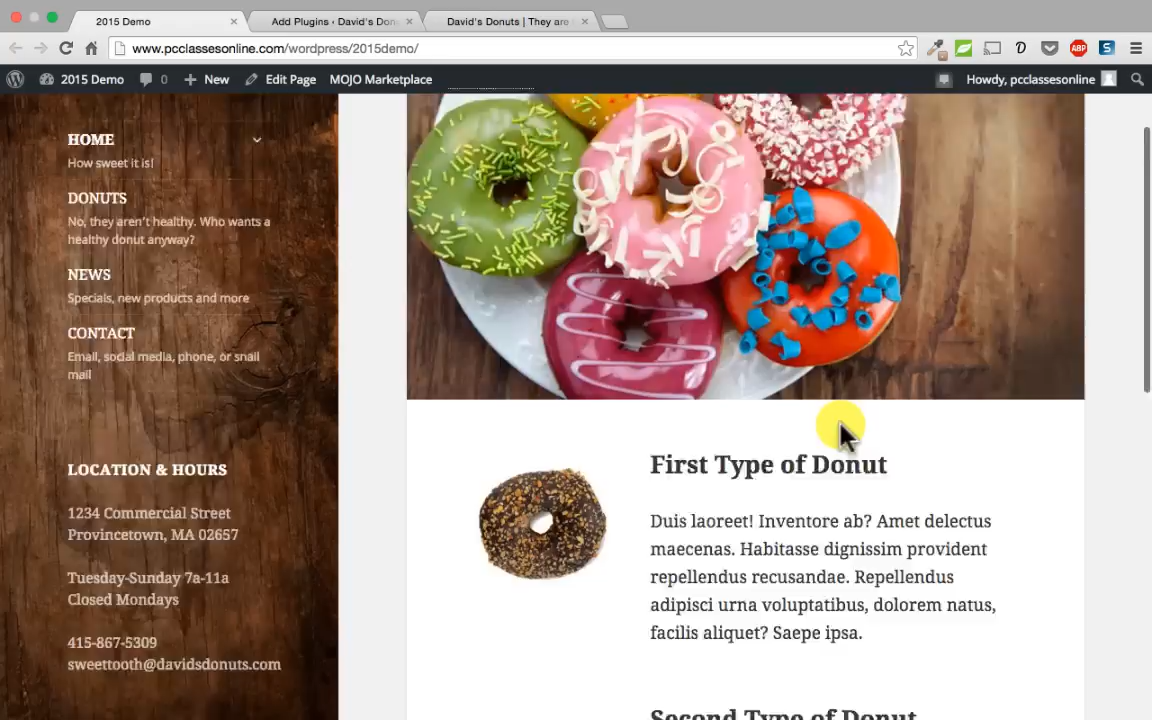 2015 Demo
Add Plugins ‹ David's Don
David's Donuts | They are
www.pcclassesonline.com/wordpress/2015demo/
ABP
2015 Demo
0
New
Edit Page
MOJO Marketplace
Howdy, pcclassesonline
HOME
How sweet it is!
DONUTS
No, they aren't healthy. Who wants a
healthy donut anyway?
NEWS
Specials, new products and more
CONTACT
Email, social media, phone, or snail
mail
LOCATION & HOURS
1234 Commercial Street
Provincetown, MA 02657
Tuesday-Sunday 7a-11a
Closed Mondays
415-867-5309
sweettooth@davidsdonuts.com
First Type of Donut
Duis laoreet! Inventore ab? Amet delectus
maecenas. Habitasse dignissim provident
repellendus recusandae. Repellendus
adipisci urna voluptatibus, dolorem natus,
facilis aliquet? Saepe ipsa.
Second Type of Donut